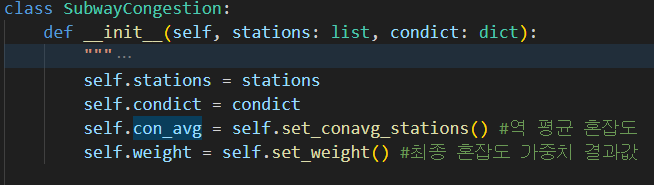 class SubwayCongestion:
    def __init__(self, stations: list, condict: dict):
        """...
        self.stations = stations
        self.condict = condict
        self.con_avg = self.set_conavg_stations() #역 평균 혼잡도
        self.weight = self.set_weight() #최종 혼잡도 가중치 결과값